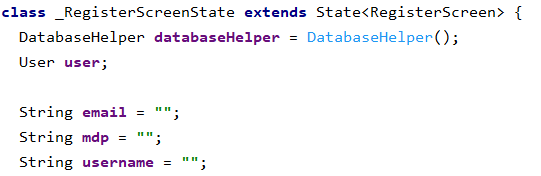 class _RegisterScreenState extends State<RegisterScreen> {
DatabaseHelper databaseHelper = DatabaseHelper();
User user;
String email = "";
String mdp = "";
String username = "";